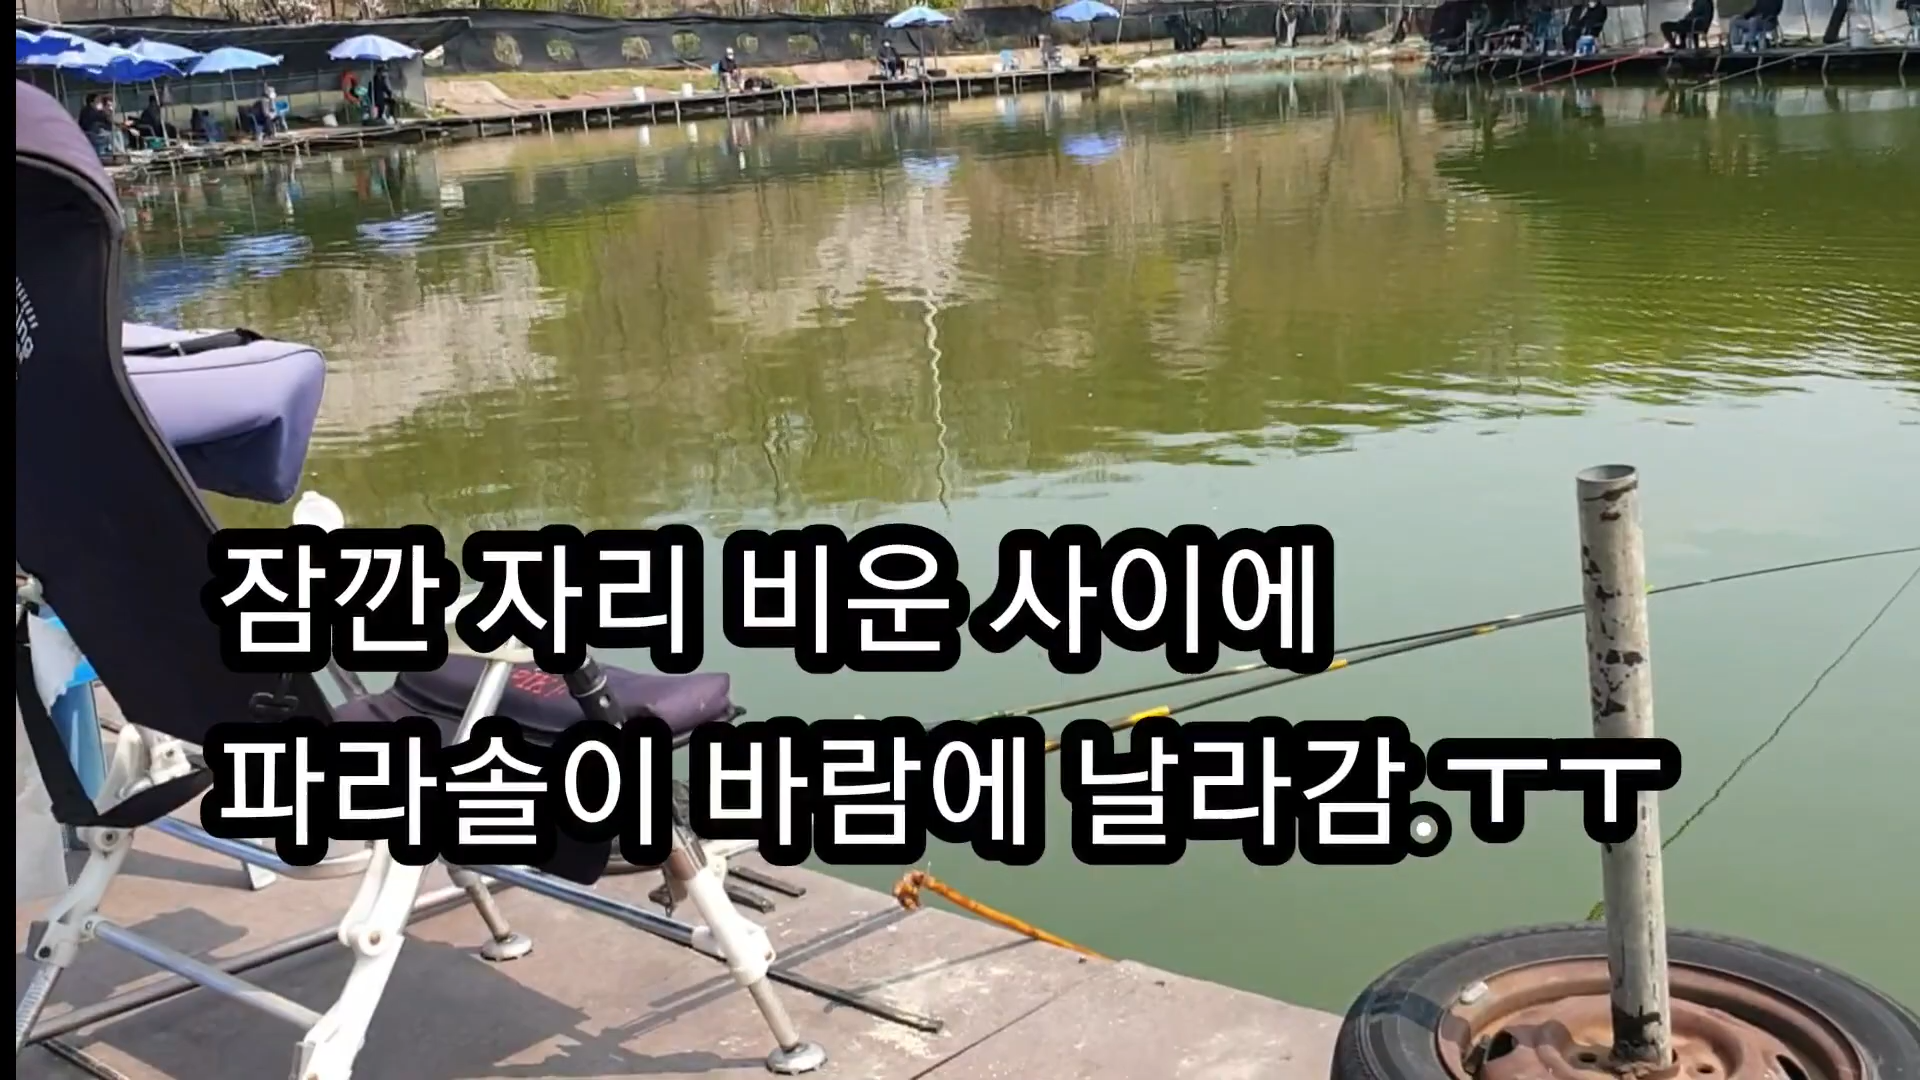 잠깐 자리 비운 사이에
파라솔이 바람에 날라감.ㅜㅜ